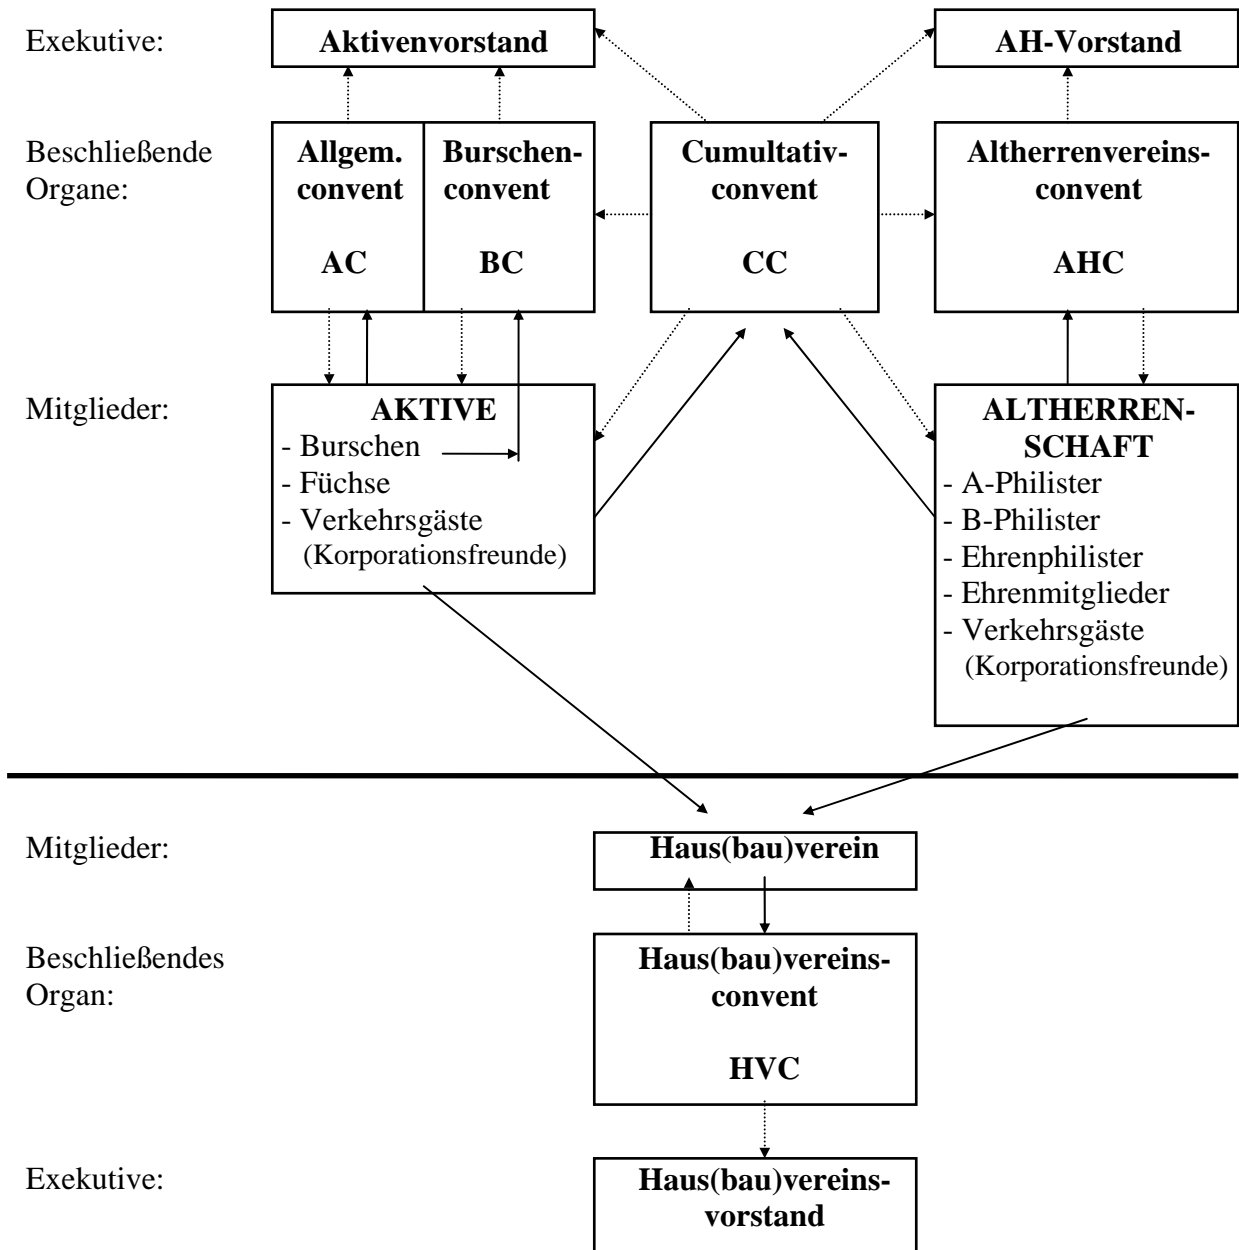 Exekutive:
Aktivenvorstand
AH-Vorstand
Beschließende
Organe:
Allgem.
convent
AC
Burschen-
convent
BC
Cumultativ-
convent
CC
Altherrenvereins-
convent
AHC
Mitglieder:
AKTIVE
- Burschen
- Füchse
- Verkehrsgäste
(Korporationsfreunde)
ALTHERREN-
SCHAFT
- A-Philister
- B-Philister
- Ehrenphilister
- Ehrenmitglieder
- Verkehrsgäste
(Korporationsfreunde)
Mitglieder:
Haus(bau)verein
Beschließendes
Organ:
Haus(bau)vereins-
convent
HVC
Exekutive:
Haus(bau)vereins-
vorstand